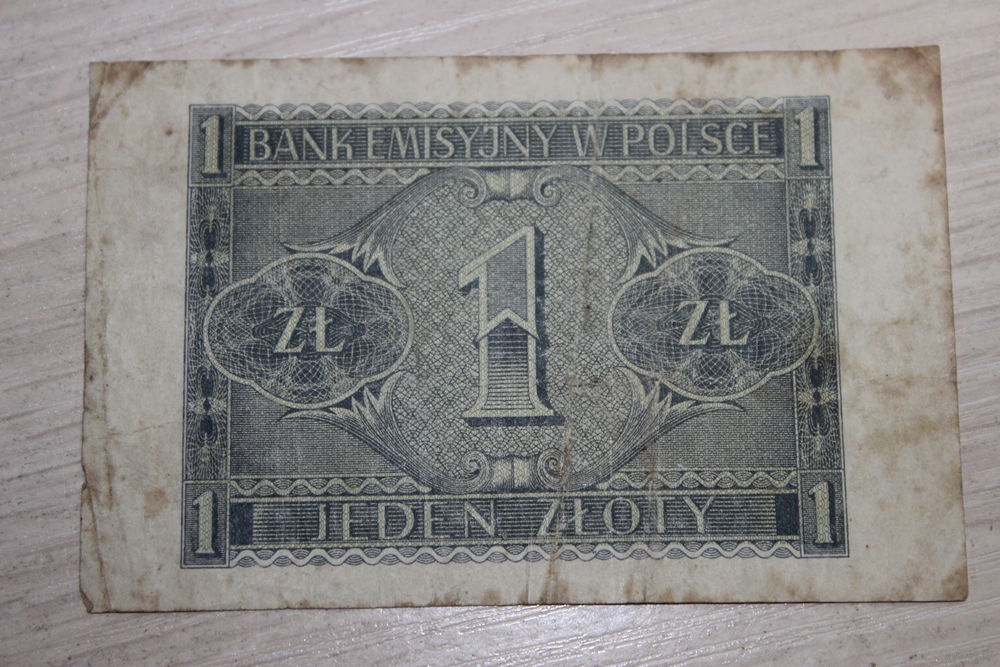 1 BANK EMISYJNY W POLSCE 1
ZŁ 1 ZŁ
1 JEDEN ZŁOTY 1